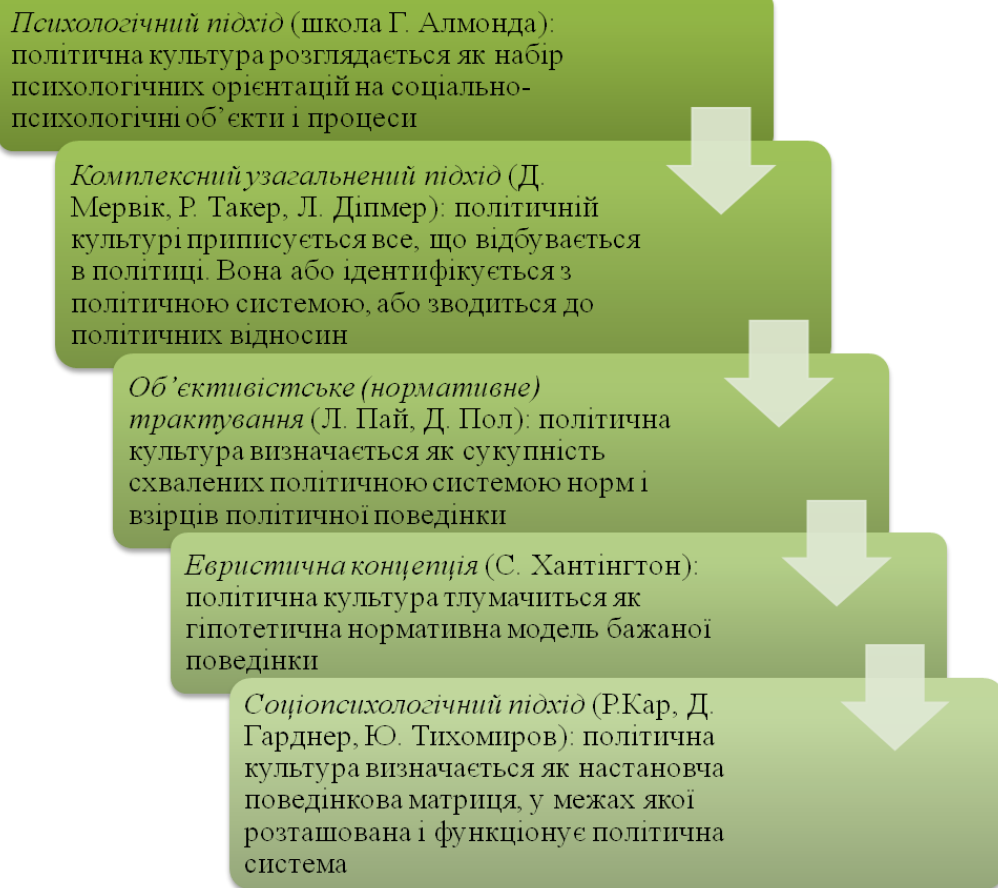 Психологічний підхід (школа Г. Алмонда):
політична культура розглядається як набір
психологічних орієнтацій на соціально-
психологічні об’єкти і процеси
Комплексний узагальнений підхід (Д.
Мервік, Р. Такер, Л. Діпмер): політичній
культурі приписується все, що відбувається
в політиці. Вона або ідентифікується з
політичною системою, або зводиться до
політичних відносин
Об’єктивістське (нормативне)
трактування (Л. Пай, Д. Пол): політична
культура визначається як сукупність
схвалених політичною системою норм і
взірців політичної поведінки
Евристична концепція (С. Хантінгтон):
політична культура тлумачиться як
гіпотетична нормативна модель бажаної
поведінки
Соціопсихологічний підхід (Р.Кар, Д.
Гарднер, Ю. Тихомиров): політична
культура визначається як настановча
поведінкова матриця, у межах якої
розташована і функціонує політична
система